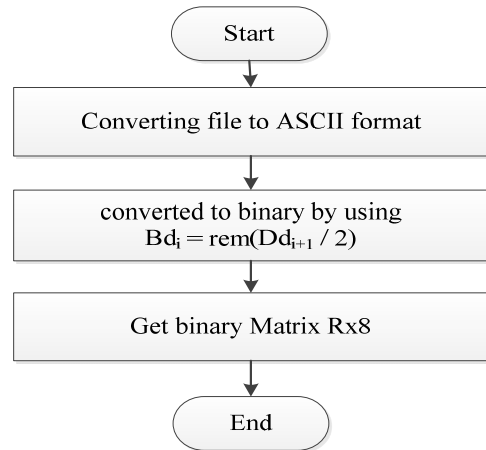 Start
Converting file to ASCII format
converted to binary by using
Bdᵢ = rem(Ddᵢ₊₁ / 2)
Get binary Matrix Rx8
End